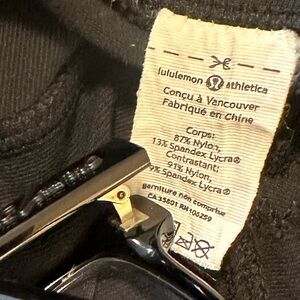 lululemon athletica
Conçu à Vancouver
Fabriqué en Chine
Corps:
87% Nylon,
13% Spandex Lycra®
Contrastant:
91% Nylon,
9% Spandex Lycra®
garniture non comprise
CA 35801 RN 106259